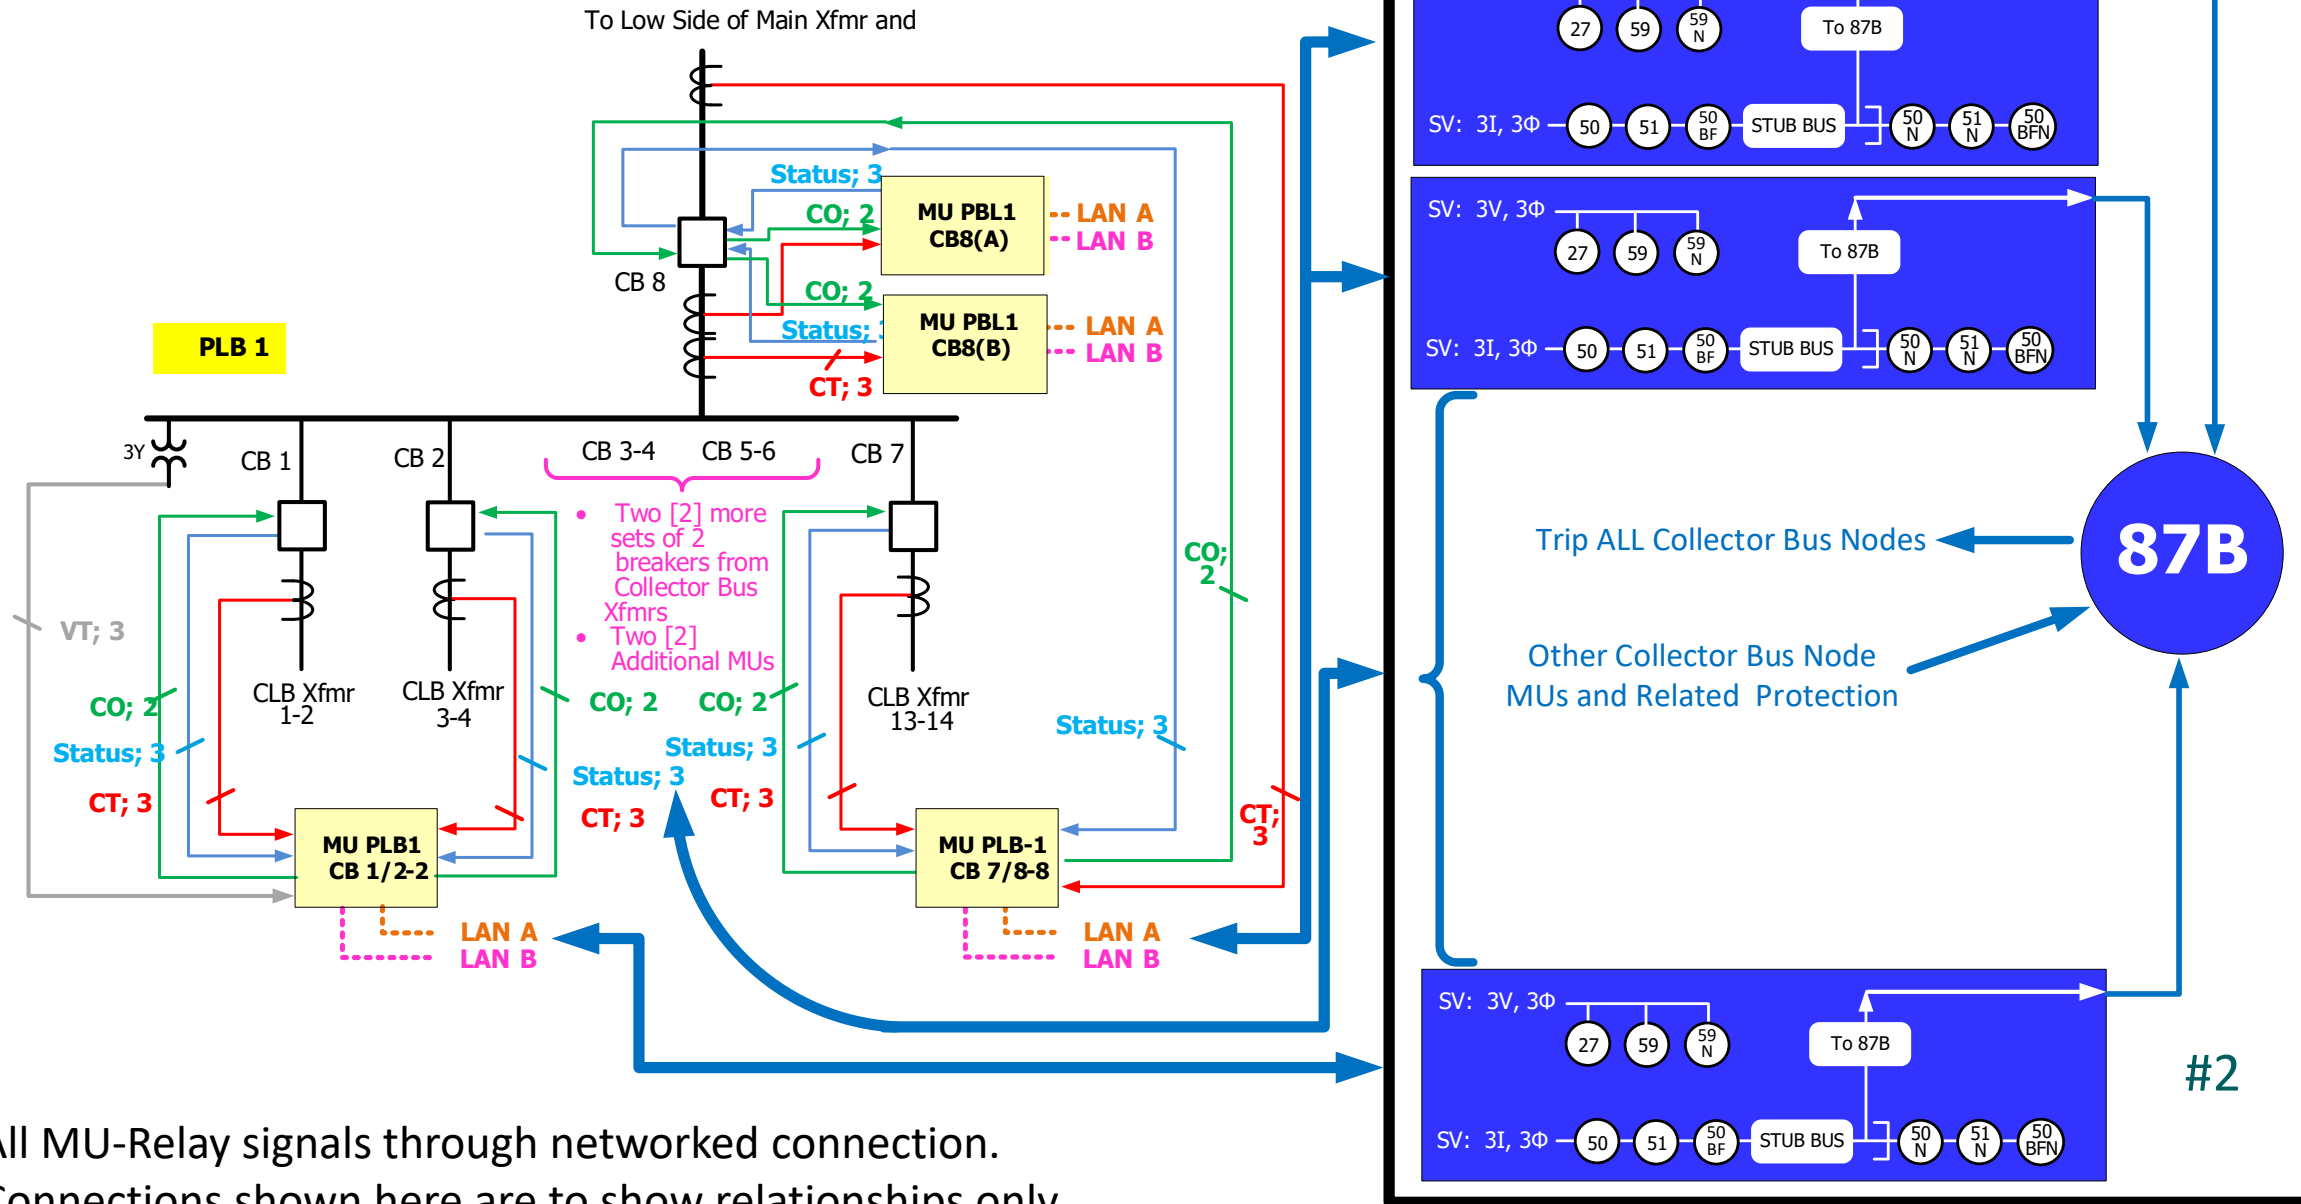 To Low Side of Main Xfmr and
Status; 3
CO; 2
MU PBL1
CB8(A)
LAN A
LAN B
CB 8
CO; 2
Status;
MU PBL1
CB8(B)
LAN A
LAN B
CT; 3
PLB 1
3Y
CB 1
CB 2
CB 3-4
CB 5-6
CB 7
• Two [2] more
sets of 2
breakers from
Collector Bus
Xfmrs
• Two [2]
Additional MUs
VT; 3
CLB Xfmr
1-2
CLB Xfmr
3-4
CLB Xfmr
13-14
CO; 2
Status; 3
CT; 3
CO; 2
Status; 3
CT; 3
CO; 2
Status; 3
CT; 3
CO;
2
Status; 3
CT;
3
MU PLB1
CB 1/2-2
LAN A
LAN B
MU PLB-1
CB 7/8-8
LAN A
LAN B
All MU-Relay signals through networked connection.
Connections shown here are to show relationships only
27
59
59
N
To 87B
SV: 3I, 3Φ
50
51
50
BF
STUB BUS
50
N
51
N
50
BFN
SV: 3V, 3Φ
27
59
59
N
To 87B
SV: 3I, 3Φ
50
51
50
BF
STUB BUS
50
N
51
N
50
BFN
Trip ALL Collector Bus Nodes
87B
Other Collector Bus Node
MUs and Related Protection
SV: 3V, 3Φ
27
59
59
N
To 87B
SV: 3I, 3Φ
50
51
50
BF
STUB BUS
50
N
51
N
50
BFN
#2